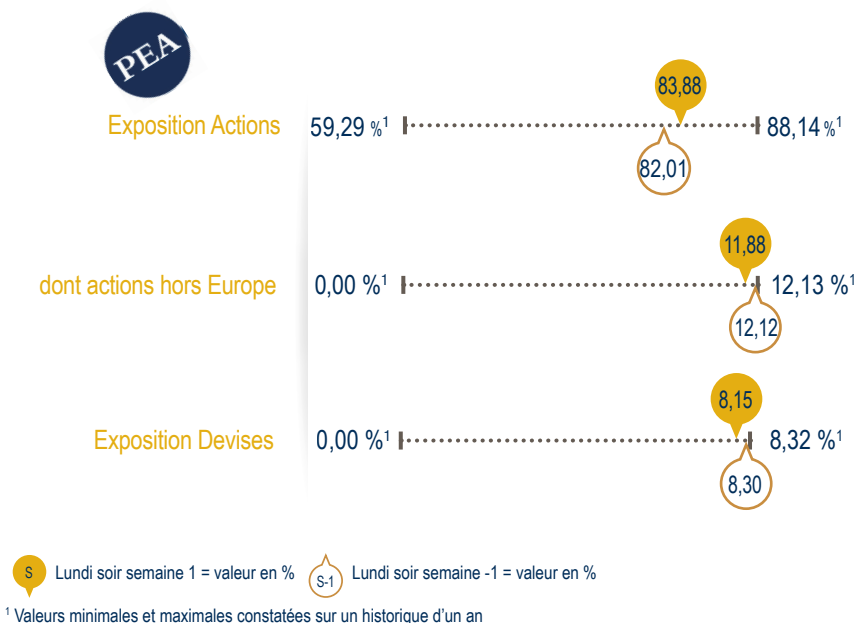 PEA
83,88
Exposition Actions 59,29 %¹ 88,14 %¹
82,01
11,88
dont actions hors Europe 0,00 %¹ 12,13 %¹
12,12
8,15
Exposition Devises 0,00 %¹ 8,32 %¹
8,30
S Lundi soir semaine 1 = valeur en % S-1 Lundi soir semaine -1 = valeur en %
¹ Valeurs minimales et maximales constatées sur un historique d'un an